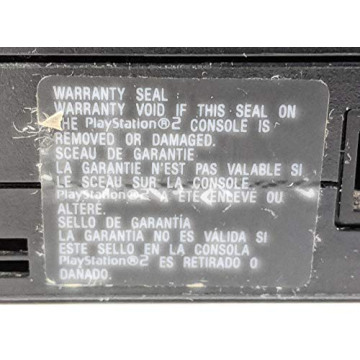 WARRANTY SEAL
WARRANTY VOID IF THIS SEAL ON
THE PlayStation®2 CONSOLE IS
REMOVED OR DAMAGED.
SCEAU DE GARANTIE.
LA GARANTIE N'EST PAS VALABLE SI
LE SCEAU SUR LA CONSOLE
PlayStation®2 A ÉTÉ ENLEVÉ OU
ALTÉRÉ.
SELLO DE GARANTÍA
LA GARANTÍA NO ES VÁLIDA SI
ESTE SELLO EN LA CONSOLA
PlayStation®2 ES RETIRADO O
DANADO.